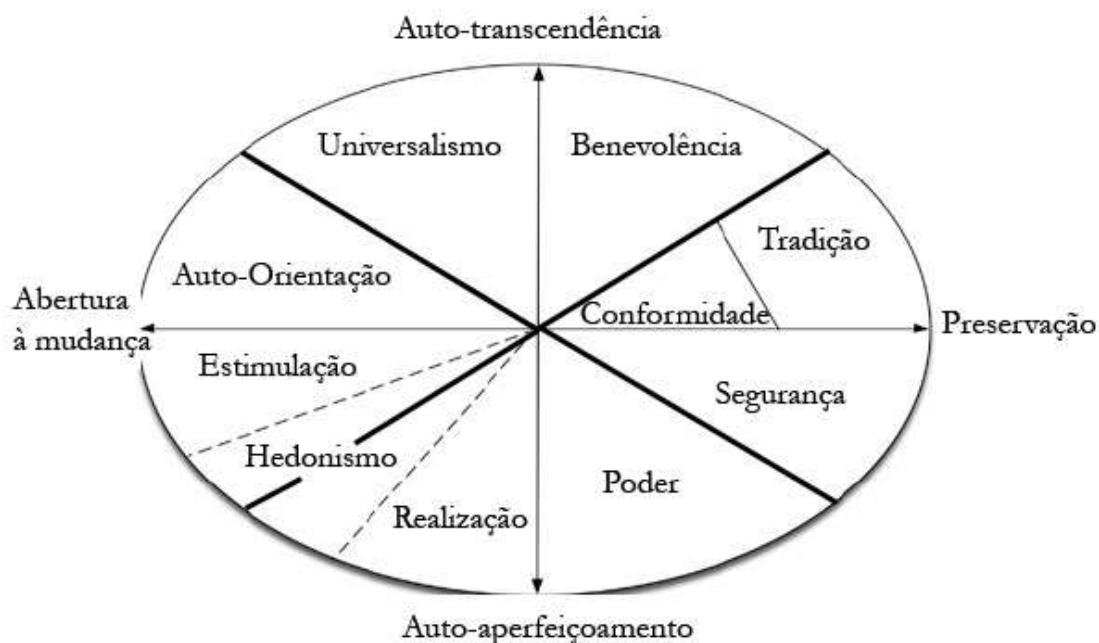 Auto-transcendência
Universalismo
Benevolência
Tradição
Auto-Orientação
Abertura
à mudança
Conformidade
Preservação
Estimulação
Segurança
Hedonismo
Poder
Realização
Auto-aperfeiçoamento